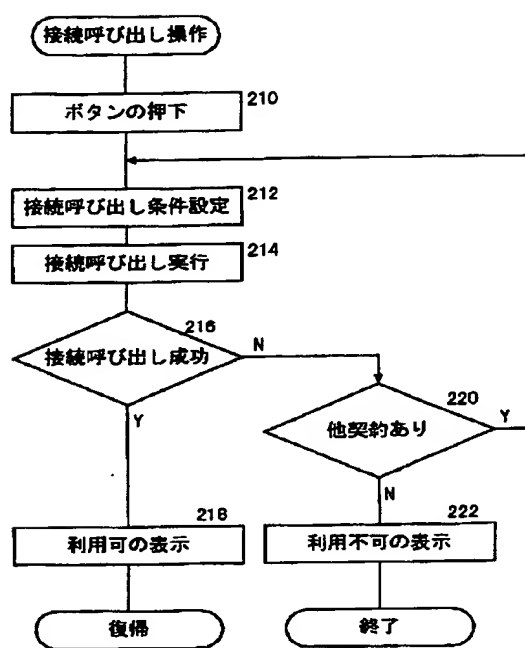 接続呼び出し操作
210
ボタンの押下
212
接続呼び出し条件設定
214
接続呼び出し実行
216
接続呼び出し成功
N
Y
220
他契約あり
Y
N
218
利用可の表示
222
利用不可の表示
復帰
終了